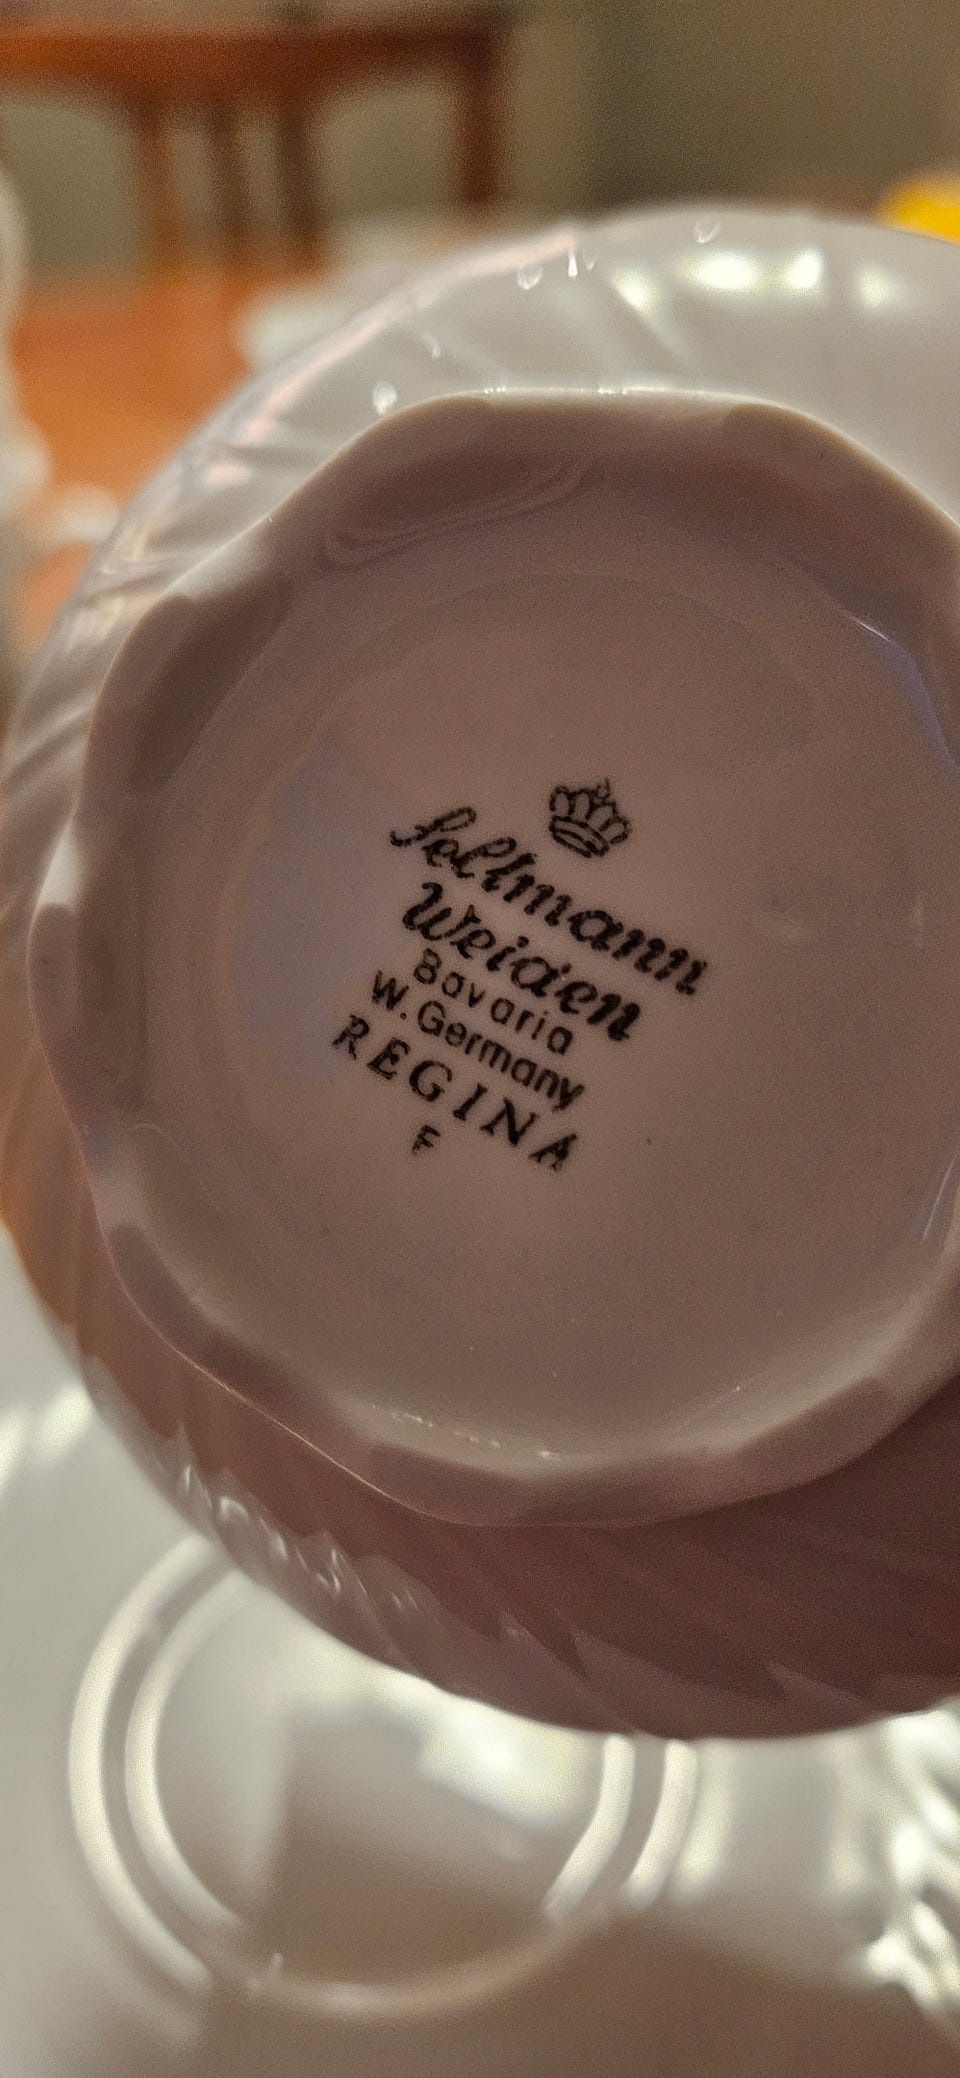 Seltmann
Weiden
Bavaria
W. Germany
REGINA
F